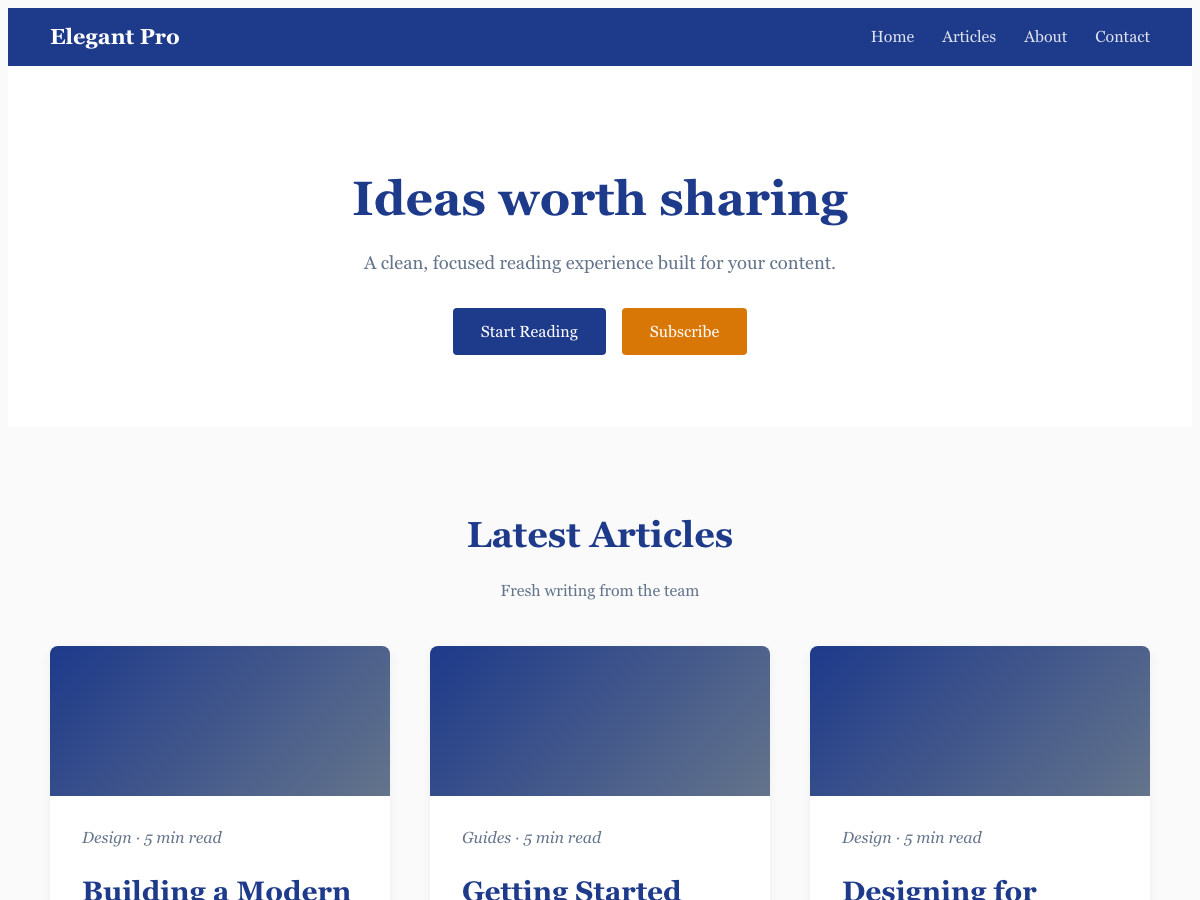 Elegant Pro
Home Articles About Contact
Ideas worth sharing
A clean, focused reading experience built for your content.
Start Reading Subscribe
Latest Articles
Fresh writing from the team
Design · 5 min read
Building a Modern
Guides · 5 min read
Getting Started
Design · 5 min read
Designing for